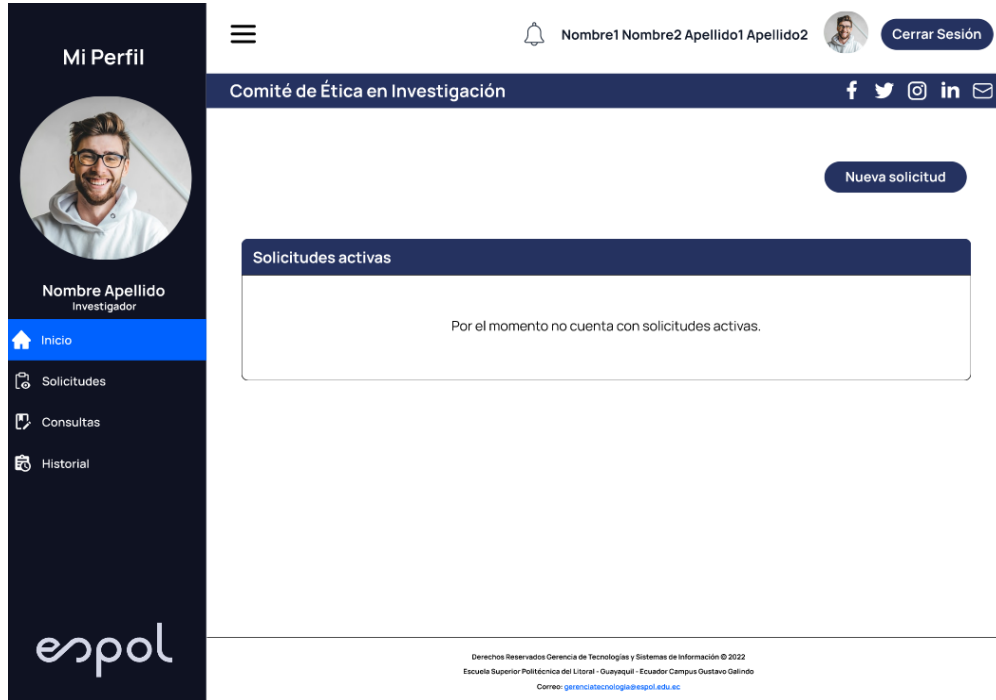 Mi Perfil
Nombre Apellido
Investigador
Inicio
Solicitudes
Consultas
Historial
espol
Nombre1 Nombre2 Apellido1 Apellido2
Cerrar Sesión
Comité de Ética en Investigación
Nueva solicitud
Solicitudes activas
Por el momento no cuenta con solicitudes activas.
Derechos Reservados Gerencia de Tecnologías y Sistemas de Información © 2022
Escuela Superior Politécnica del Litoral - Guayaquil - Ecuador Campus Gustavo Galindo
Correo: gerenciatecnologia@espol.edu.ec